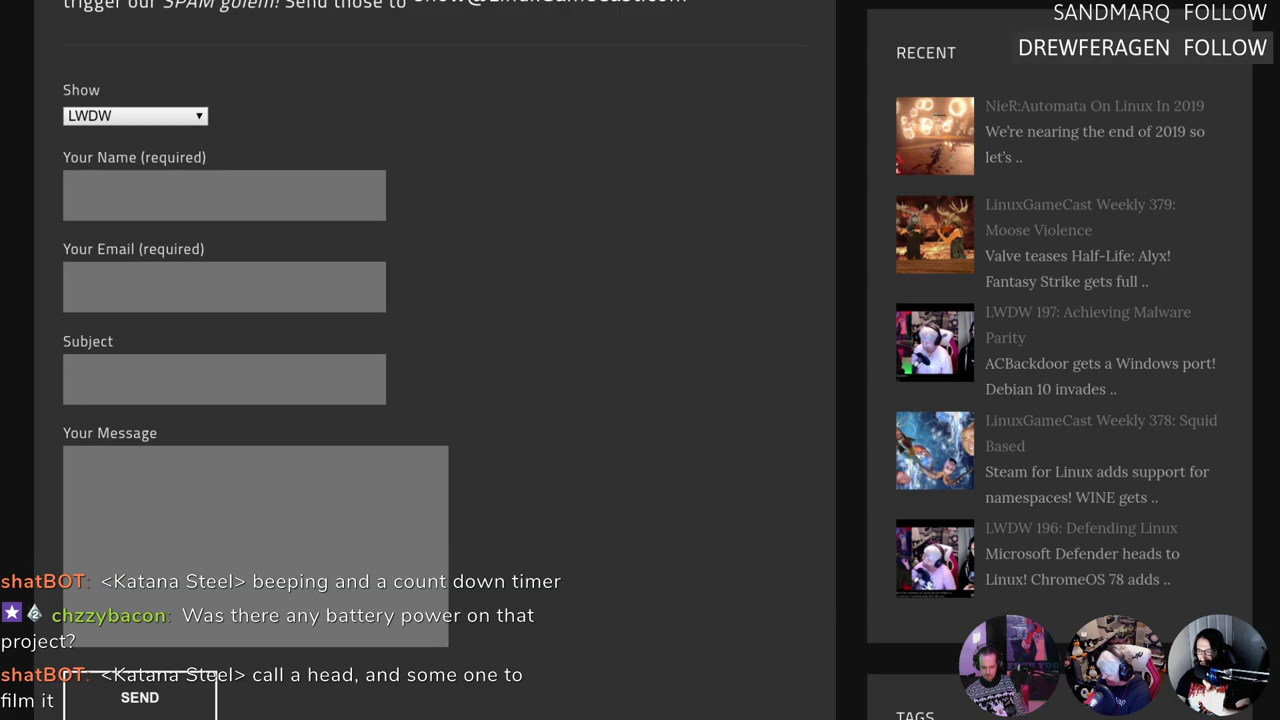 trigger our SPAM golem! Send those to Show@LinuxGameCast.com
SANDMARQ FOLLOW
DREWFERAGEN FOLLOW
Show
LWDW
Your Name (required)
Your Email (required)
Subject
Your Message
SEND
RECENT
NieR:Automata On Linux In 2019
We're nearing the end of 2019 so
let's ..
LinuxGameCast Weekly 379:
Moose Violence
Valve teases Half-Life: Alyx!
Fantasy Strike gets full ..
LWDW 197: Achieving Malware
Parity
ACBackdoor gets a Windows port!
Debian 10 invades ..
LinuxGameCast Weekly 378: Squid
Based
Steam for Linux adds support for
namespaces! WINE gets ..
LWDW 196: Defending Linux
Microsoft Defender heads to
Linux! ChromeOS 78 adds ..
TAGS
shatBOT: <Katana Steel> beeping and a count down timer
chzzybacon: Was there any battery power on that
project?
shatBOT: <Katana Steel> call a head, and some one to
film it